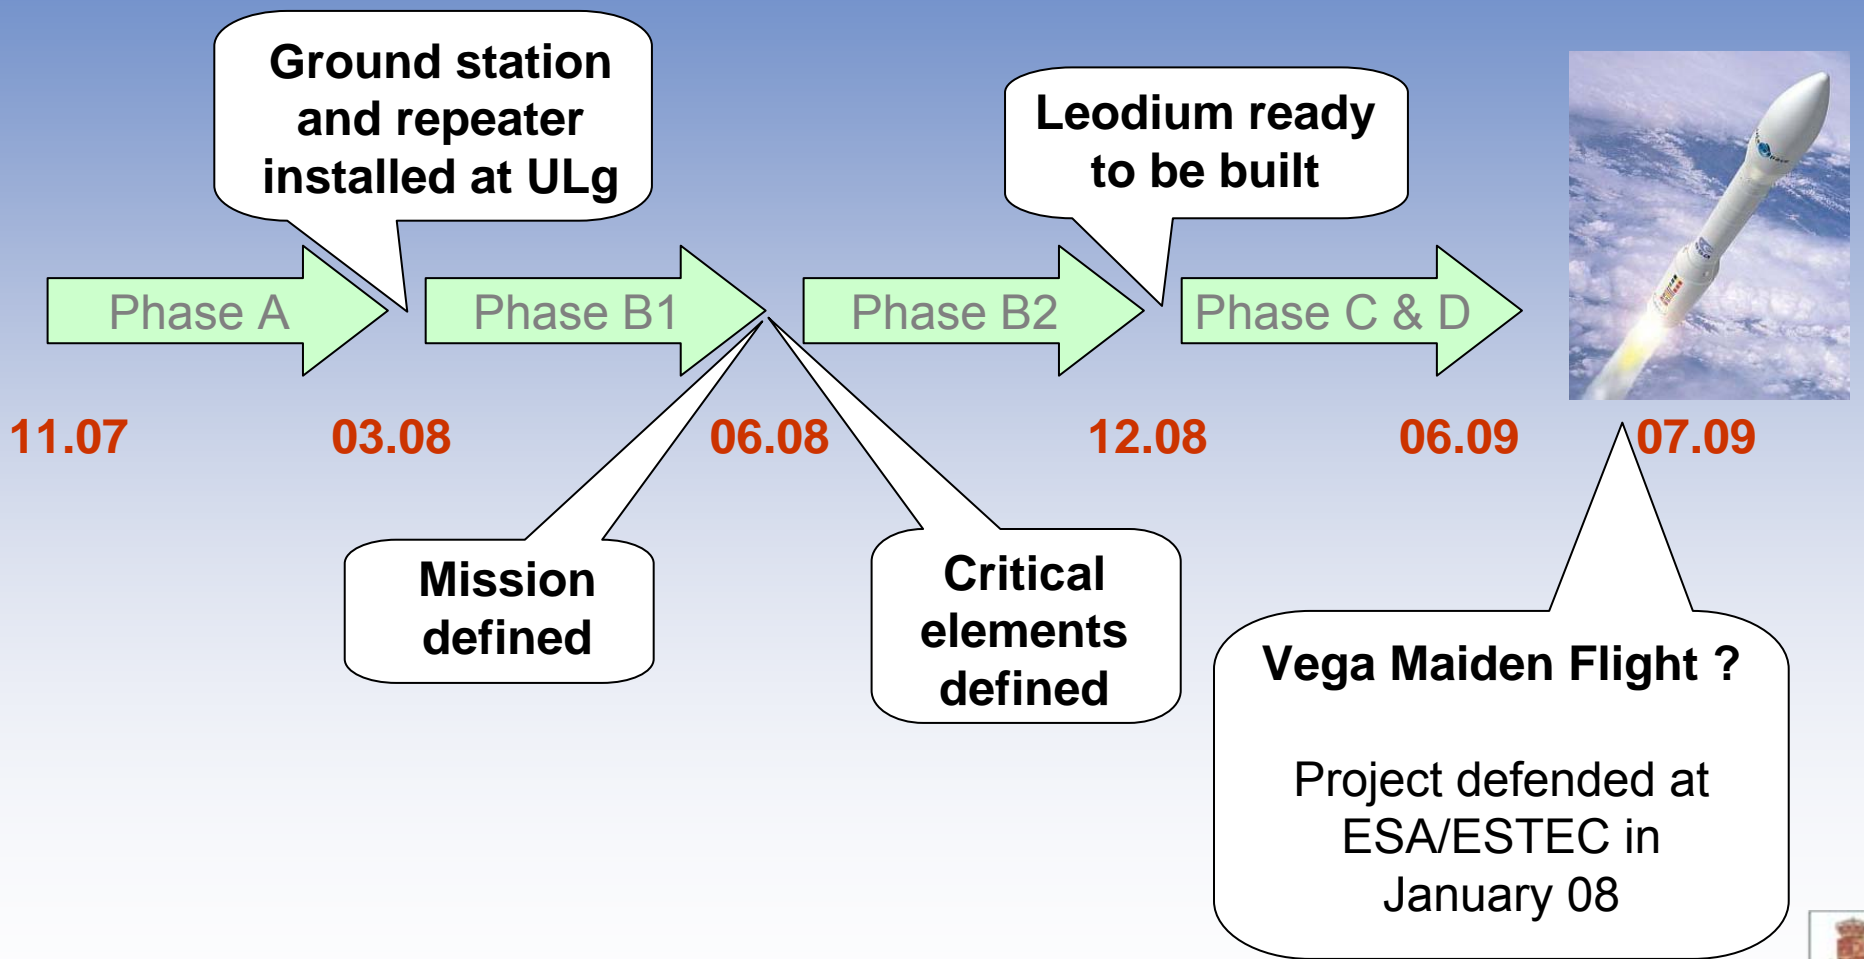 Ground station
and repeater
installed at ULg
Leodium ready
to be built
Phase A
Phase B1
Phase B2
Phase C & D
11.07
03.08
06.08
12.08
06.09
07.09
Mission
defined
Critical
elements
defined
Vega Maiden Flight ?
Project defended at
ESA/ESTEC in
January 08